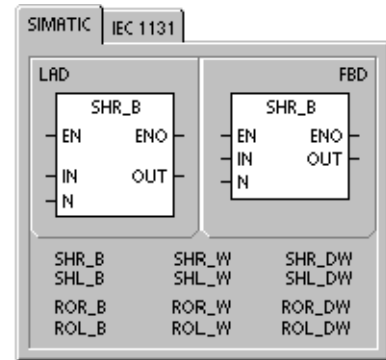 SIMATIC IEC 1131
LAD FBD
SHR_B SHR_B
EN ENO EN ENO
IN OUT IN OUT
N N
SHR_B SHR_W SHR_DW
SHL_B SHL_W SHL_DW
ROR_B ROR_W ROR_DW
ROL_B ROL_W ROL_DW